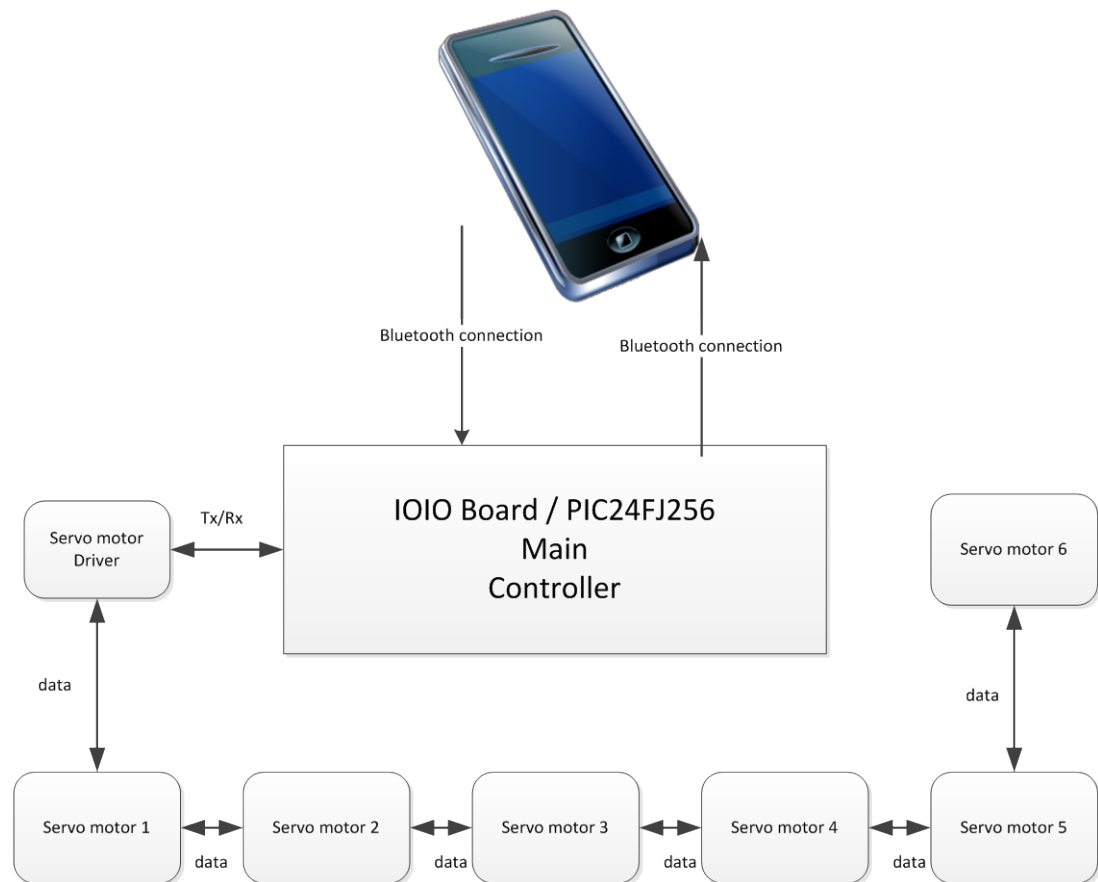 Bluetooth connection
Bluetooth connection
IOIO Board / PIC24FJ256
Main
Controller
Tx/Rx
Servo motor
Driver
Servo motor 6
data
data
Servo motor 1
Servo motor 2
Servo motor 3
Servo motor 4
Servo motor 5
data
data
data
data